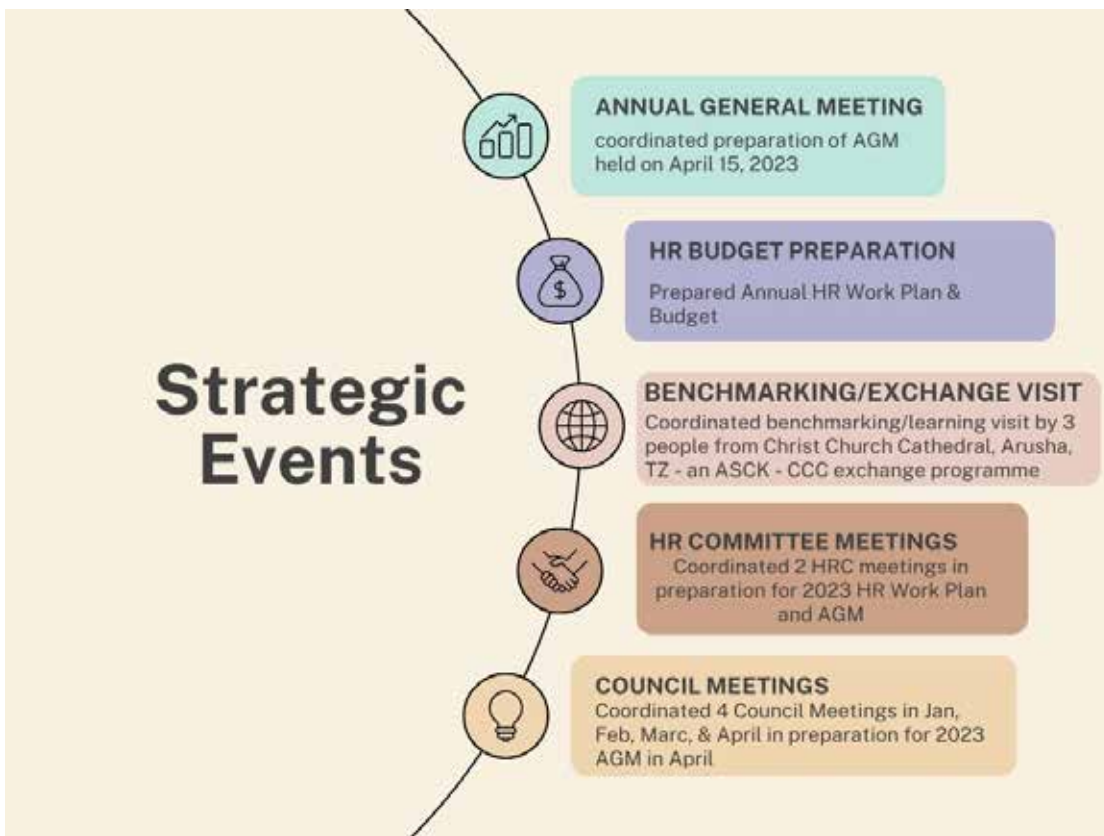 Strategic
Events
ANNUAL GENERAL MEETING
coordinated preparation of AGM
held on April 15, 2023
HR BUDGET PREPARATION
$
Prepared Annual HR Work Plan &
Budget
BENCHMARKING/EXCHANGE VISIT
Coordinated benchmarking/learning visit by 3
people from Christ Church Cathedral, Arusha,
TZ - an ASCK - CCC exchange programme
HR COMMITTEE MEETINGS
Coordinated 2 HRC meetings in
preparation for 2023 HR Work Plan
and AGM
COUNCIL MEETINGS
Coordinated 4 Council Meetings in Jan,
Feb, Marc, & April in preparation for 2023
AGM in April